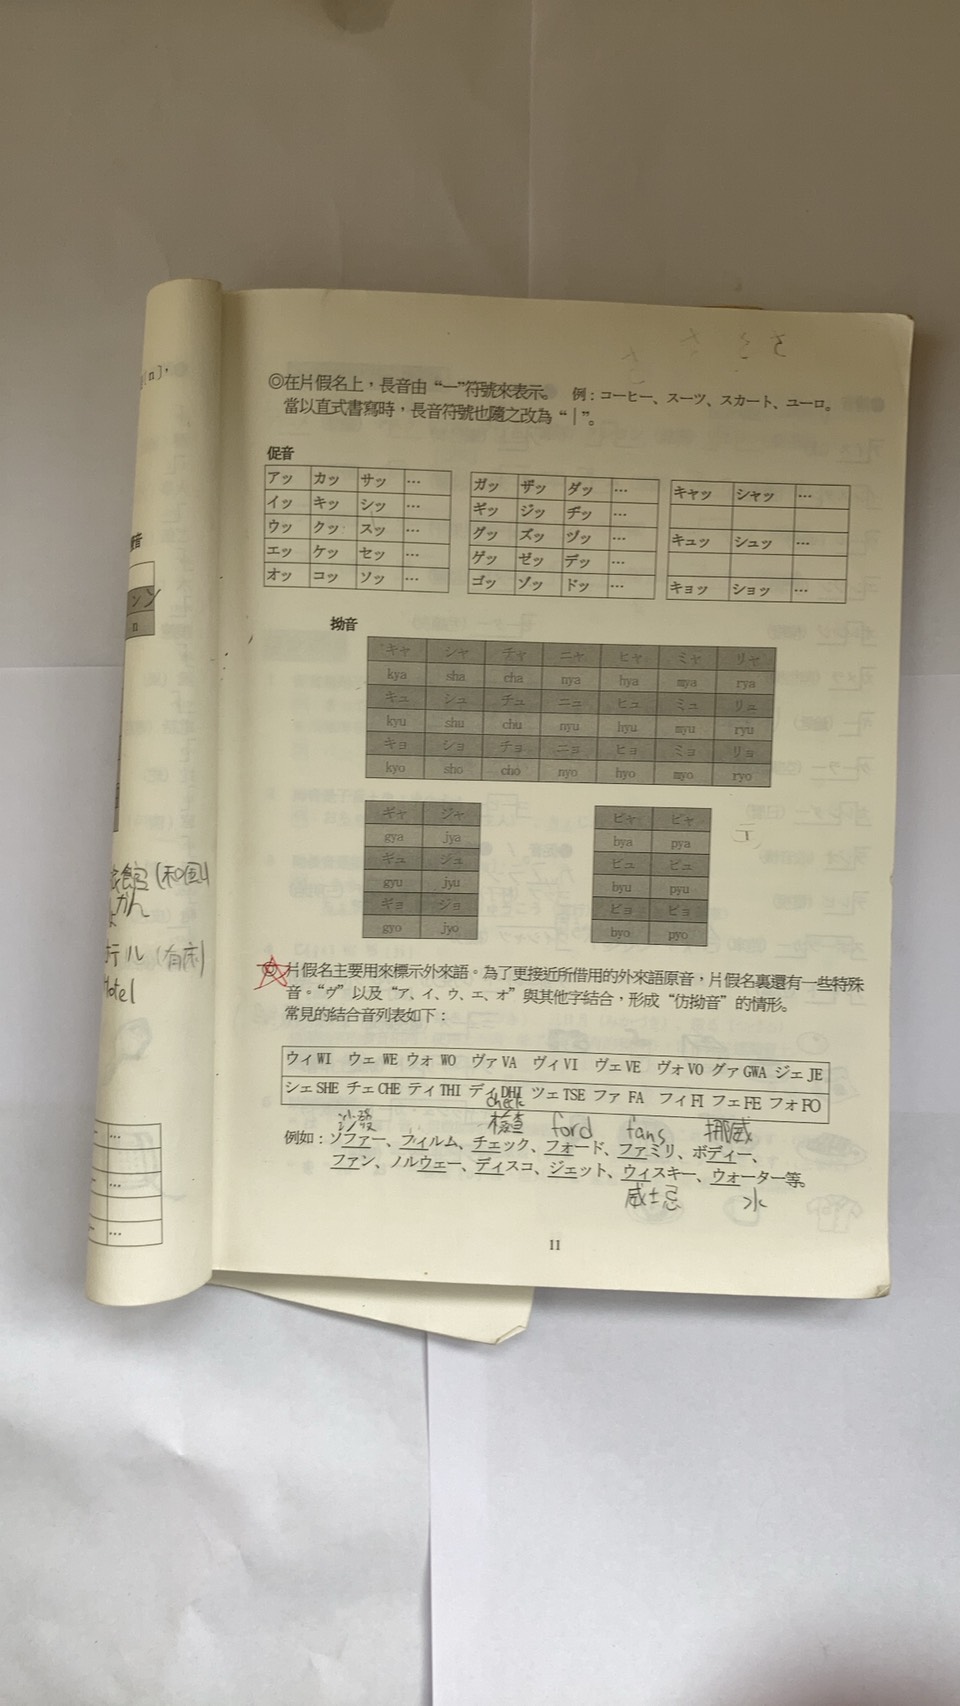 [n]，
◎在片假名上，長音由“ー”符號來表示。 例：コーヒー、スーツ、スカート、ユーロ。
當以直式書寫時，長音符號也隨之改為“｜”。
促音
アッ カッ サッ …
イッ キッ シッ …
ウッ クッ スッ …
エッ ケッ セッ …
オッ コッ ソッ …
ガッ ザッ ダッ …
ギッ ジッ ヂッ …
グッ ズッ ヅッ …
ゲッ ゼッ デッ …
ゴッ ゾッ ドッ …
キャッ シャッ …
キュッ シュッ …
キョッ ショッ …
音
ン ン
n
拗音
キャ シャ チャ ニャ ヒャ ミャ リャ
kya sha cha nya hya mya rya
キュ シュ チュ ニュ ヒュ ミュ リュ
kyu shu chu nyu hyu myu ryu
キョ ショ チョ ニョ ヒョ ミョ リョ
kyo sho cho nyo hyo myo ryo
ギャ ジャ
gya jya
ギュ ジュ
gyu jyu
ギョ ジョ
gyo jyo
ビャ ピャ
bya pya
ビュ ピュ
byu pyu
ビョ ピョ
byo pyo
館 (和風)
かん
テル (有床)
Hotel
◎片假名主要用來標示外來語。為了更接近所借用的外來語原音，片假名裏還有一些特殊
音。“ヴ”以及“ア、イ、ウ、エ、オ”與其他字結合，形成“仿拗音”的情形。
常見的結合音列表如下：
ウィ WI ウェ WE ウォ WO ヴァ VA ヴィ VI ヴェ VE ヴォ VO グァ GWA ジェ JE
シェ SHE チェ CHE ティ THI ディ DHI ツェ TSE ファ FA フィ FI フェ FE フォ FO
check
沙發 檢查 ford fans 挪威
例如：ソファー、フィルム、チェック、フォード、ファミリ、ボディー、
ファン、ノルウェー、ディスコ、ジェット、ウィスキー、ウォーター等。
威士忌 水
…
…
…
…
11